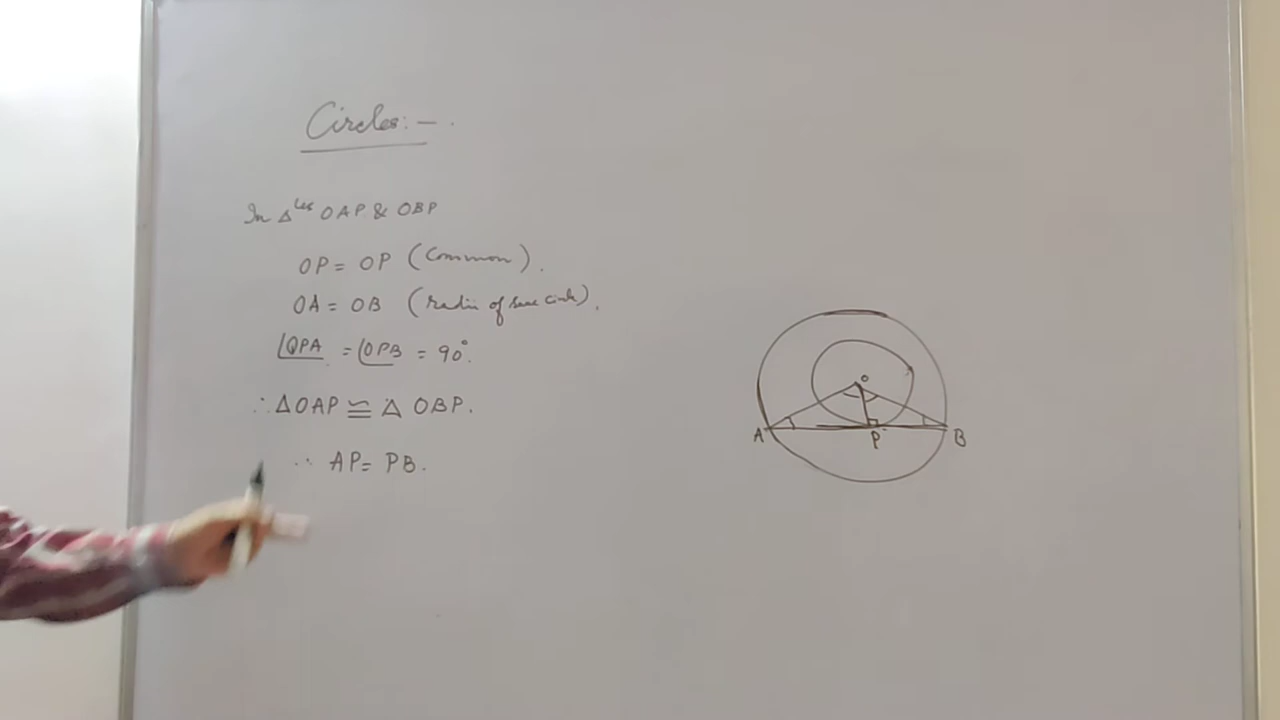 Circles:- .
In Δles OAP & OBP
OP = OP (Common).
OA = OB (radii of same circle).
∠OPA = ∠OPB = 90°.
∴ ΔOAP ≅ Δ OBP.
∴ AP = PB.
O
A
P
B